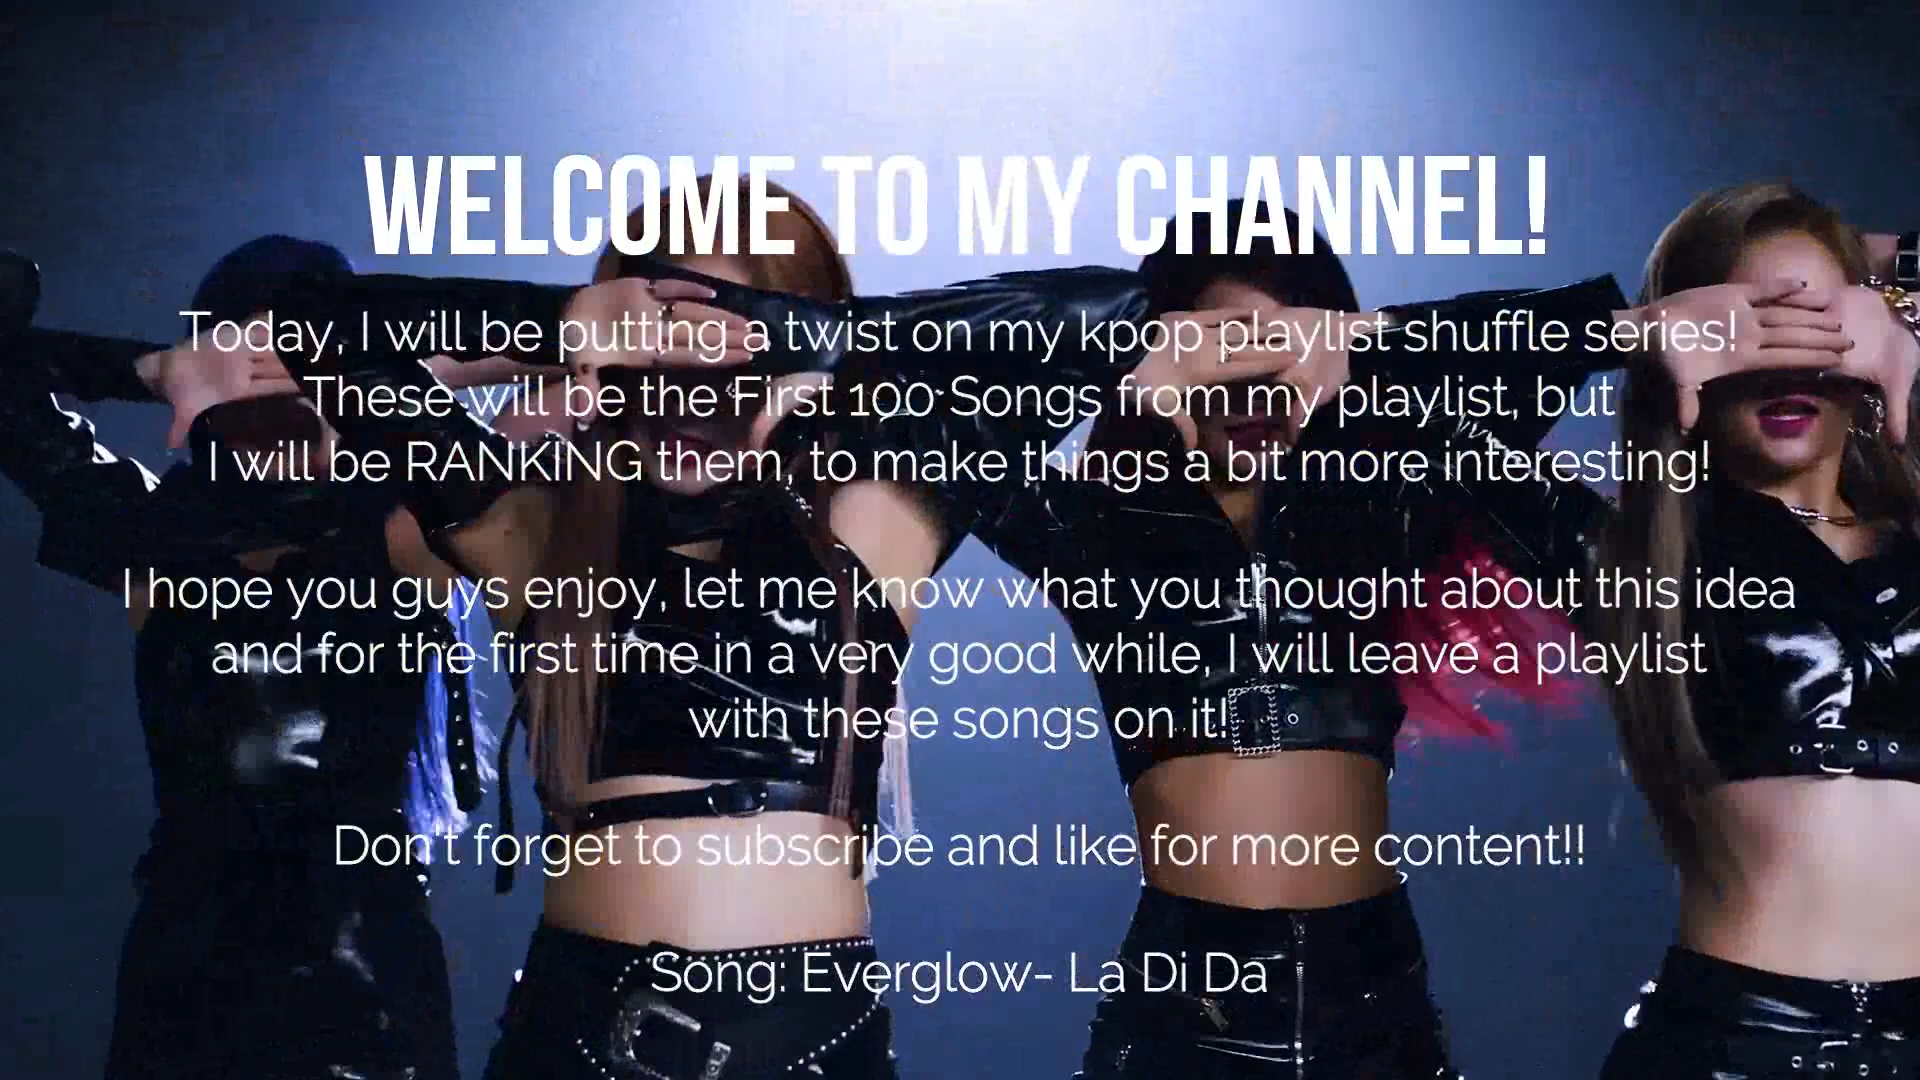 WELCOME TO MY CHANNEL!
Today, I will be putting a twist on my kpop playlist shuffle series!
These will be the First 100 Songs from my playlist, but
I will be RANKING them, to make things a bit more interesting!
I hope you guys enjoy, let me know what you thought about this idea
and for the first time in a very good while, I will leave a playlist
with these songs on it!
Don't forget to subscribe and like for more content!!
Song: Everglow- La Di Da